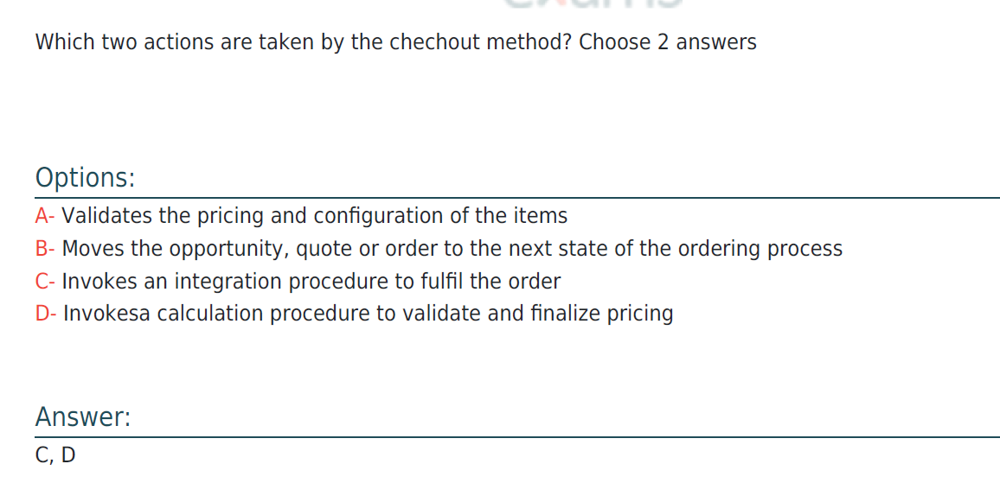 Which two actions are taken by the chechout method? Choose 2 answers
Options:
A- Validates the pricing and configuration of the items
B- Moves the opportunity, quote or order to the next state of the ordering process
C- Invokes an integration procedure to fulfil the order
D- Invokesa calculation procedure to validate and finalize pricing
Answer:
C, D